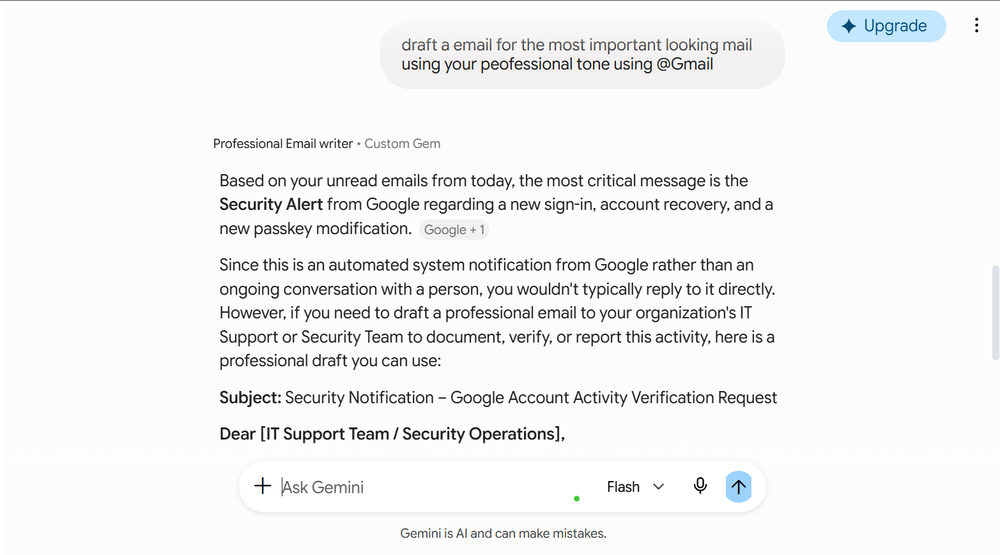 Upgrade
draft a email for the most important looking mail
using your peofessional tone using @Gmail
Professional Email writer • Custom Gem
Based on your unread emails from today, the most critical message is the
Security Alert from Google regarding a new sign-in, account recovery, and a
new passkey modification. Google + 1
Since this is an automated system notification from Google rather than an
ongoing conversation with a person, you wouldn't typically reply to it directly.
However, if you need to draft a professional email to your organization's IT
Support or Security Team to document, verify, or report this activity, here is a
professional draft you can use:
Subject: Security Notification – Google Account Activity Verification Request
Dear [IT Support Team / Security Operations],
Ask Gemini
Flash
Gemini is AI and can make mistakes.